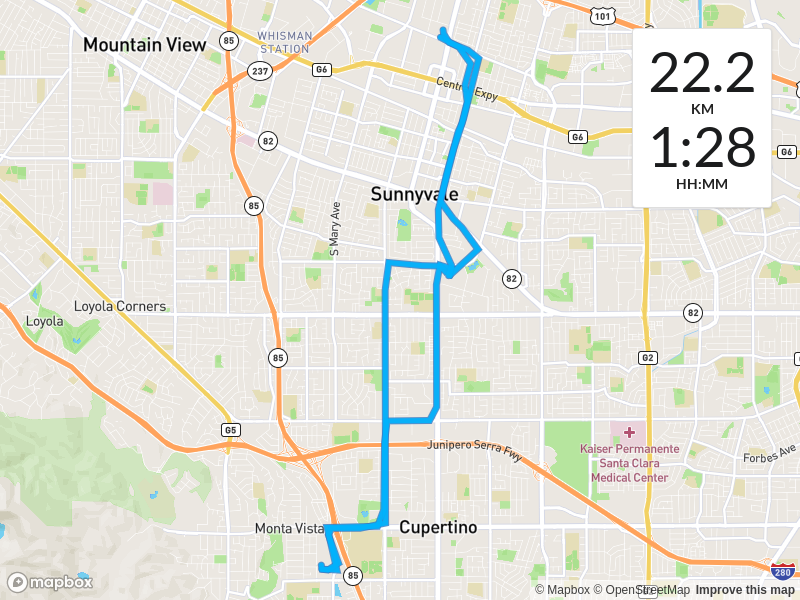 101
Mountain View
85
WHISMAN
STATION
237
G6
Central Expy
22.2
KM
1:28
HH:MM
82
G6
G6
Sunnyvale
85
S Mary Ave
82
Loyola Corners
Loyola
82
85
G2
G5
Junipero Serra Fwy
Kaiser Permanente
Santa Clara
Medical Center
Forbes Ave
Monta Vista
Cupertino
85
280
mapbox
© Mapbox © OpenStreetMap Improve this map